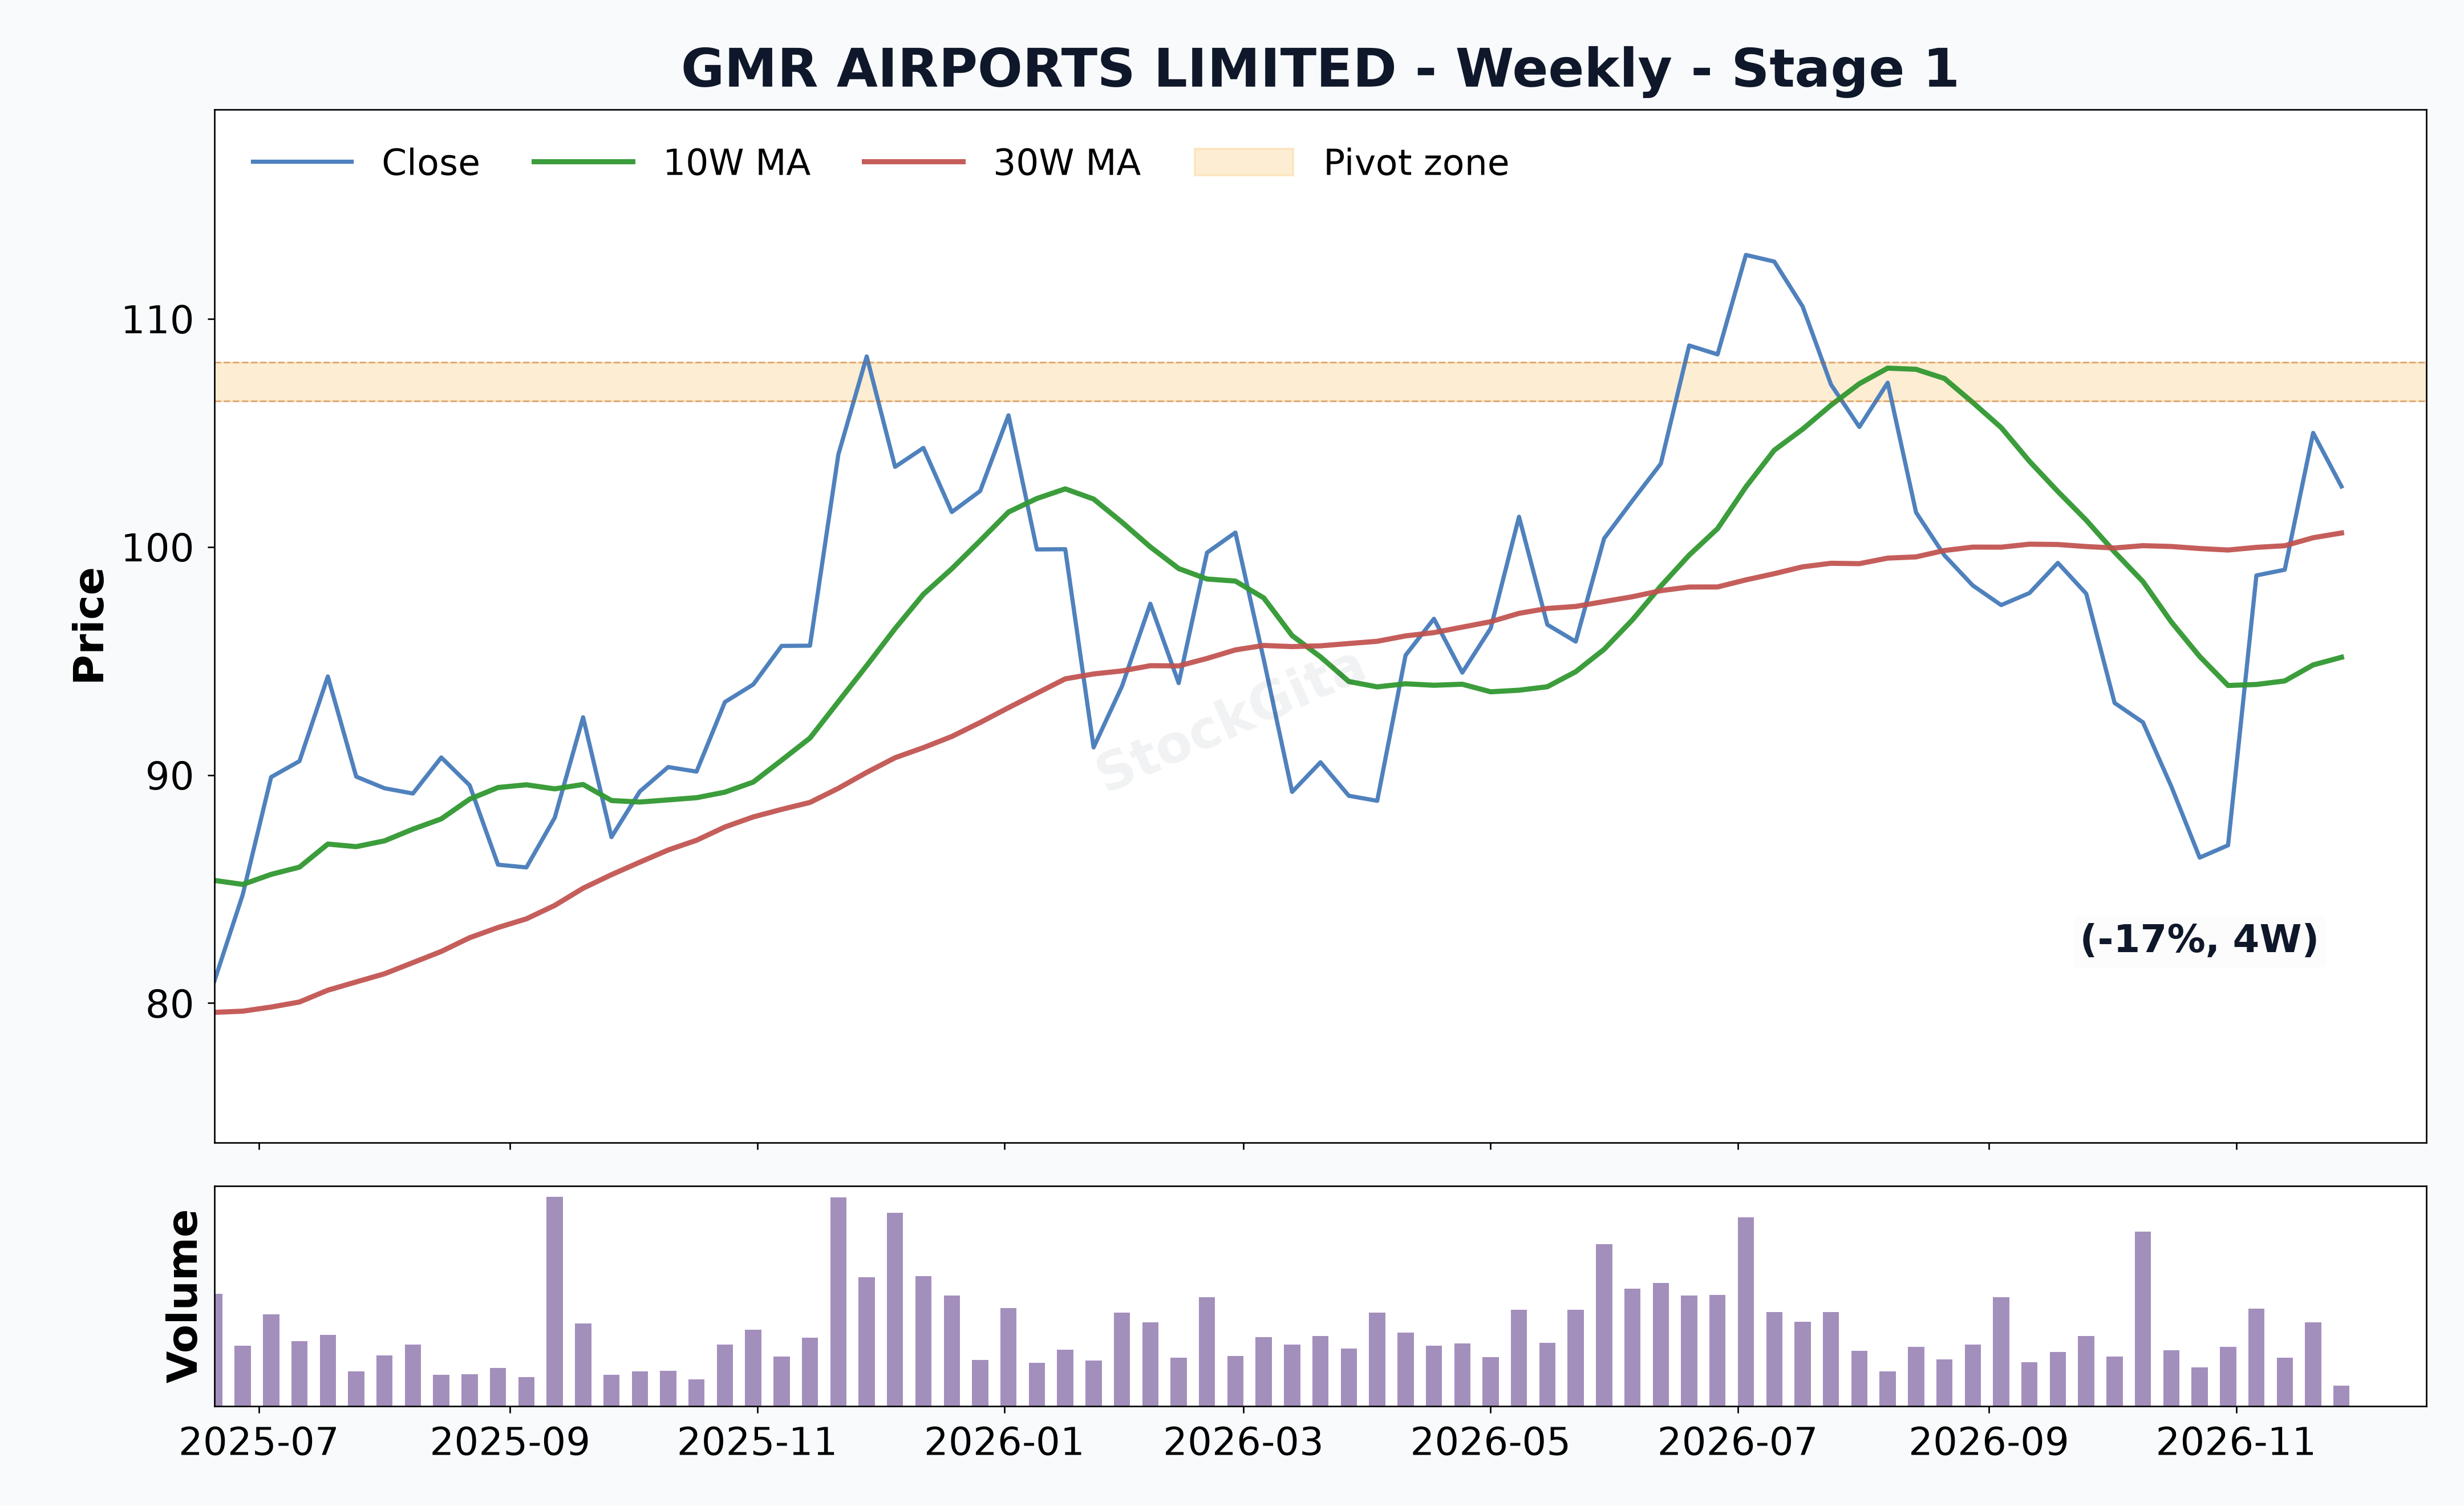 GMR AIRPORTS LIMITED - Weekly - Stage 1
Close 10W MA 30W MA Pivot zone
110
100
90
80
Price
StockGita
(-17%, 4W)
Volume
2025-07 2025-09 2025-11 2026-01 2026-03 2026-05 2026-07 2026-09 2026-11